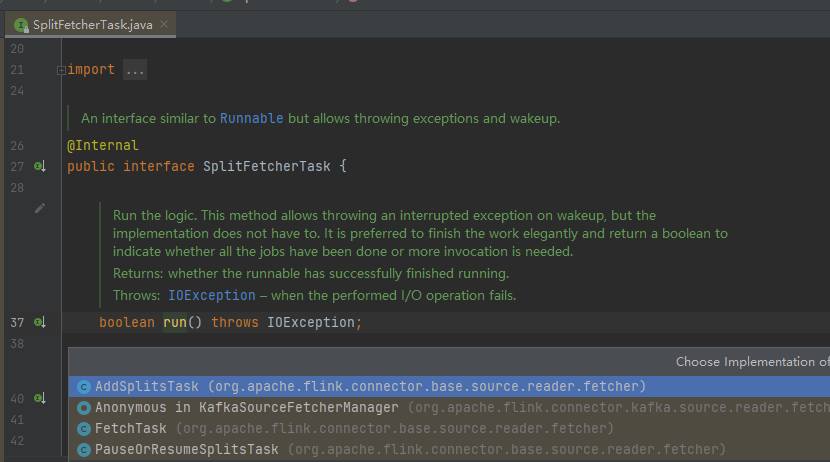 SplitFetcherTask.java
20
21 import ...
24
An interface similar to Runnable but allows throwing exceptions and wakeup.
26 @Internal
27 public interface SplitFetcherTask {
28
Run the logic. This method allows throwing an interrupted exception on wakeup, but the
implementation does not have to. It is preferred to finish the work elegantly and return a boolean to
indicate whether all the jobs have been done or more invocation is needed.
Returns: whether the runnable has successfully finished running.
Throws: IOException – when the performed I/O operation fails.
37 boolean run() throws IOException;
38
Choose Implementation of
AddSplitsTask (org.apache.flink.connector.base.source.reader.fetcher)
40
Anonymous in KafkaSourceFetcherManager (org.apache.flink.connector.kafka.source.reader.fetch
41
FetchTask (org.apache.flink.connector.base.source.reader.fetcher)
42
PauseOrResumeSplitsTask (org.apache.flink.connector.base.source.reader.fetcher)